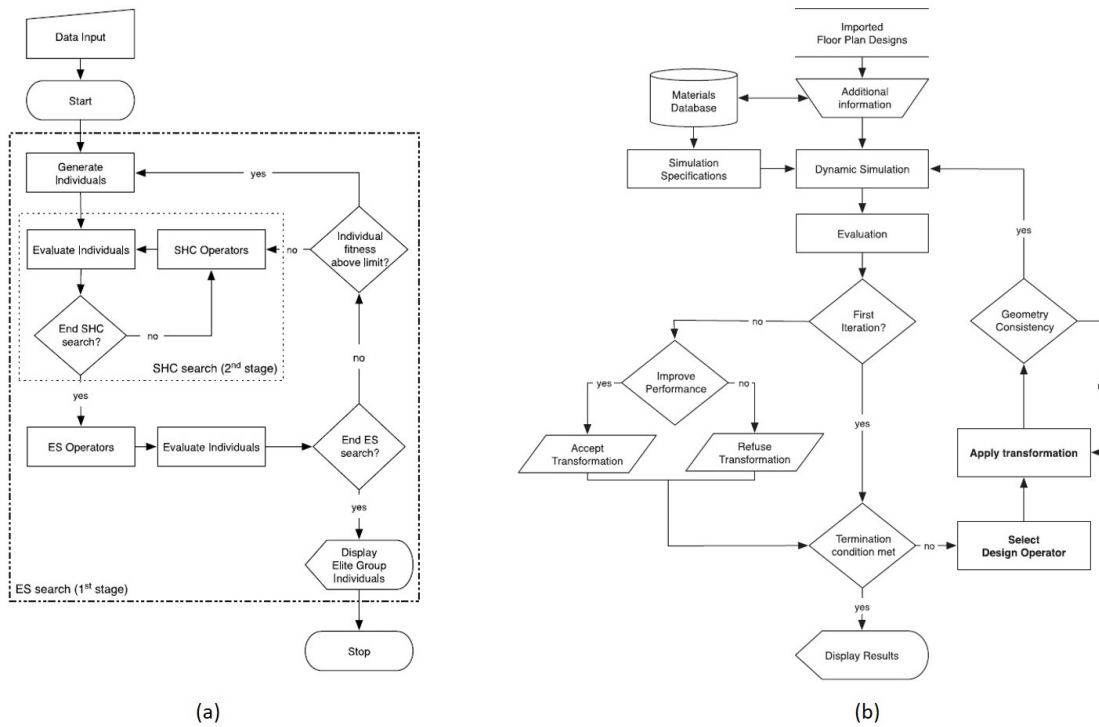 Data Input
Start
Generate
Individuals
yes
Evaluate Individuals
SHC Operators
no
Individual
fitness
above limit?
End SHC
search?
no
SHC search (2nd stage)
no
yes
ES Operators
Evaluate Individuals
End ES
search?
yes
Display
Elite Group
Individuals
ES search (1st stage)
Stop
(a)
Imported
Floor Plan Designs
Materials
Database
Additional
information
Simulation
Specifications
Dynamic Simulation
yes
Evaluation
First
Iteration?
no
Geometry
Consistency
Improve
Performance
yes
no
yes
Accept
Transformation
Refuse
Transformation
Apply transformation
Termination
condition met
no
Select
Design Operator
yes
Display Results
(b)